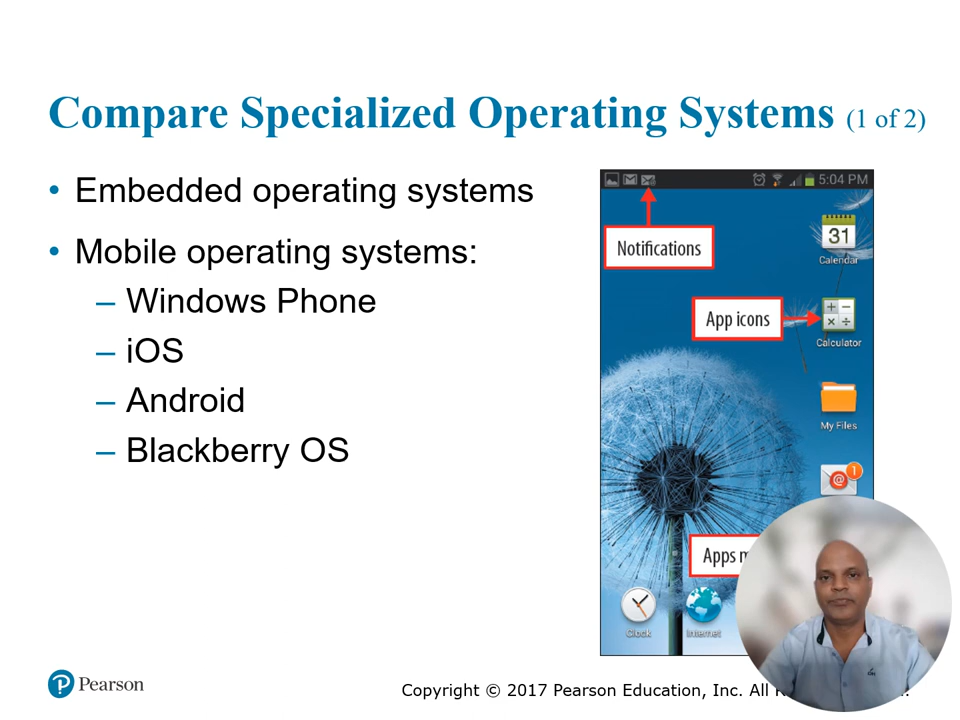 Compare Specialized Operating Systems (1 of 2)
• Embedded operating systems
• Mobile operating systems:
– Windows Phone
– iOS
– Android
– Blackberry OS
5:04 PM
Notifications
31
Calendar
App icons
+ −
× ÷
Calculator
My Files
@ 1
Apps
Clock
Internet
Pearson
Copyright © 2017 Pearson Education, Inc. All